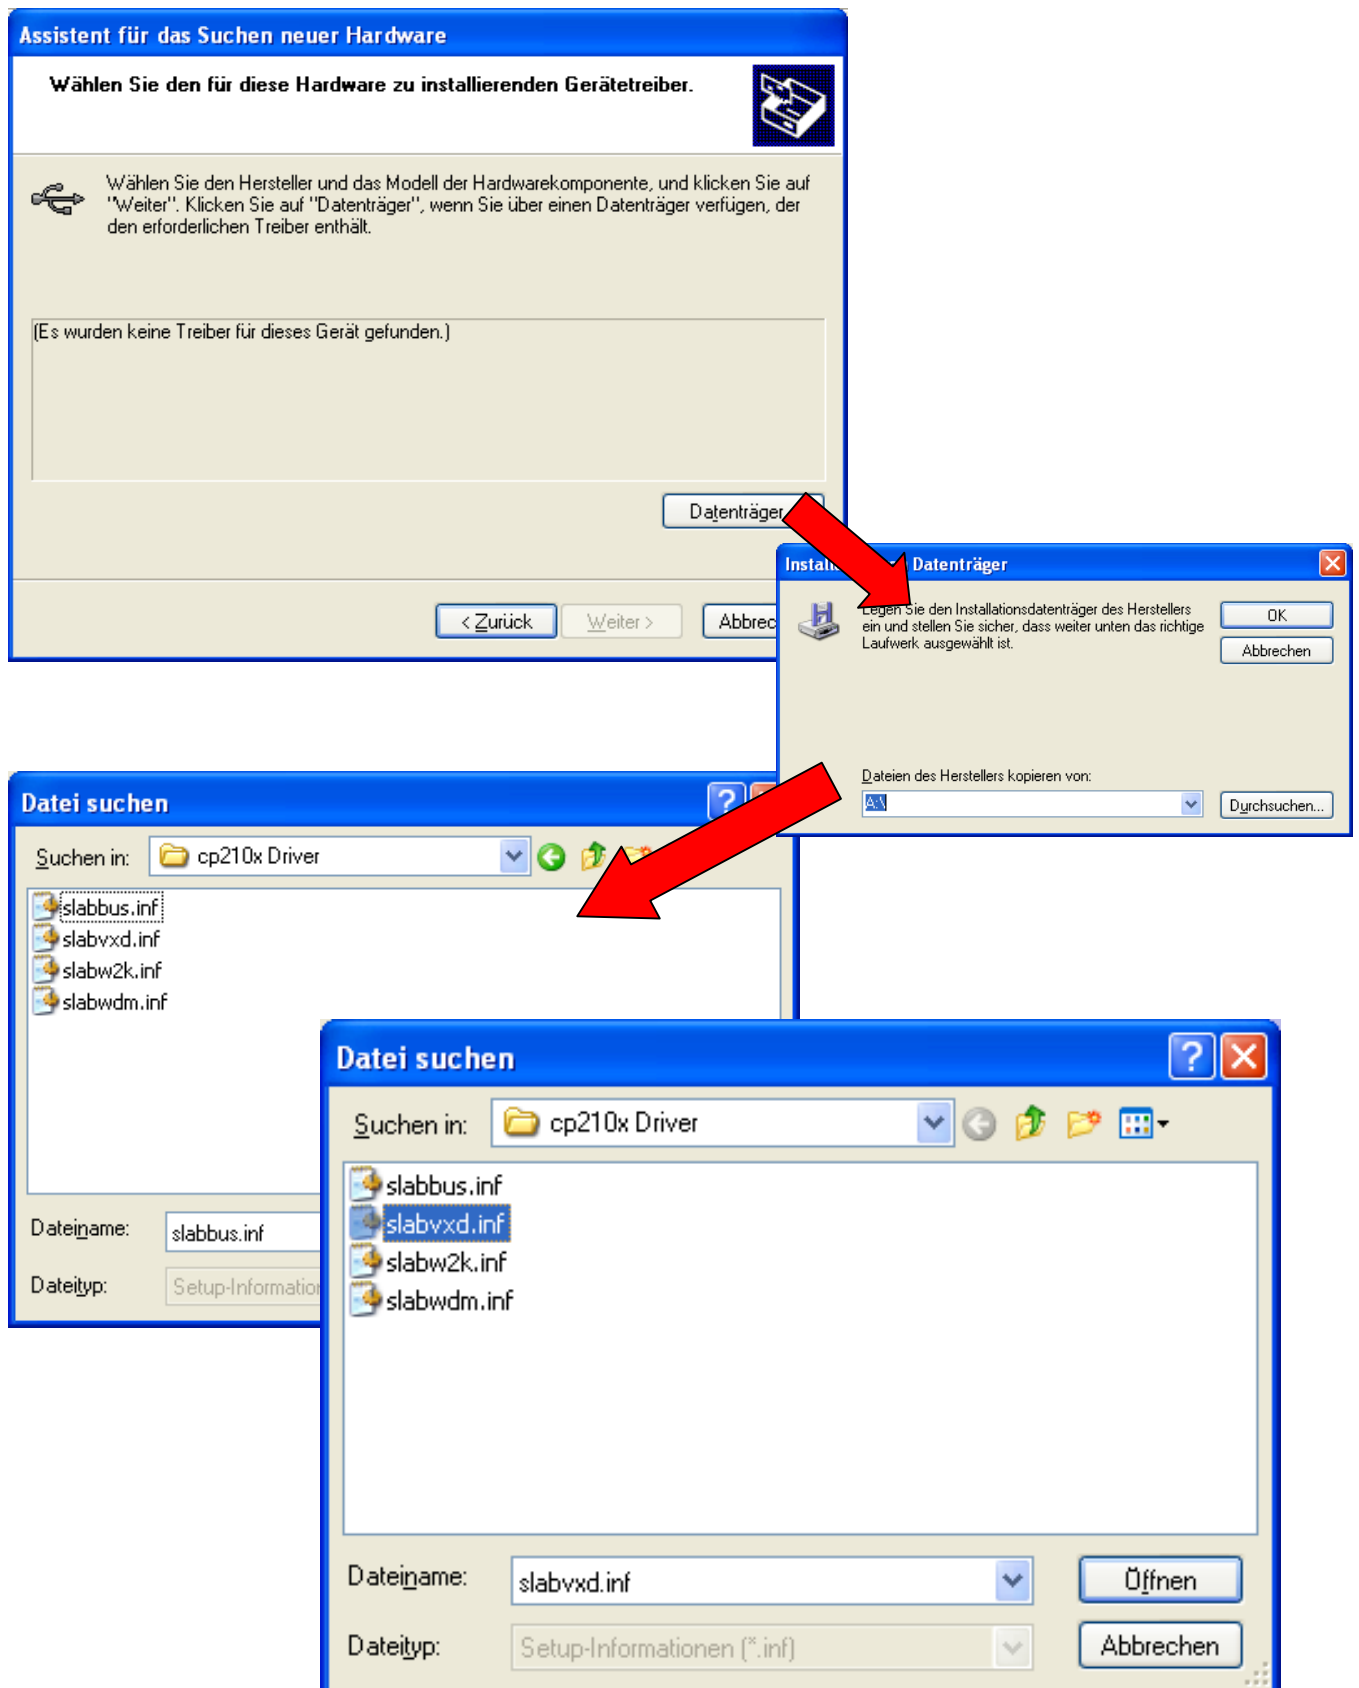 Assistent für das Suchen neuer Hardware
Wählen Sie den für diese Hardware zu installierenden Gerätetreiber.
Wählen Sie den Hersteller und das Modell der Hardwarekomponente, und klicken Sie auf
"Weiter". Klicken Sie auf "Datenträger", wenn Sie über einen Datenträger verfügen, der
den erforderlichen Treiber enthält.
(Es wurden keine Treiber für dieses Gerät gefunden.)
Datenträger
< Zurück
Weiter >
Abbrec
Datenträger
Legen Sie den Installationsdatenträger des Herstellers
ein und stellen Sie sicher, dass weiter unten das richtige
Laufwerk ausgewählt ist.
OK
Abbrechen
Dateien des Herstellers kopieren von:
A:\
Durchsuchen...
Datei suchen
Suchen in:
cp210x Driver
slabbus.inf
slabvxd.inf
slabw2k.inf
slabwdm.inf
Dateiname:
slabbus.inf
Dateityp:
Setup-Information
Datei suchen
Suchen in:
cp210x Driver
slabbus.inf
slabvxd.inf
slabw2k.inf
slabwdm.inf
Dateiname:
slabvxd.inf
Öffnen
Dateityp:
Setup-Informationen (*.inf)
Abbrechen